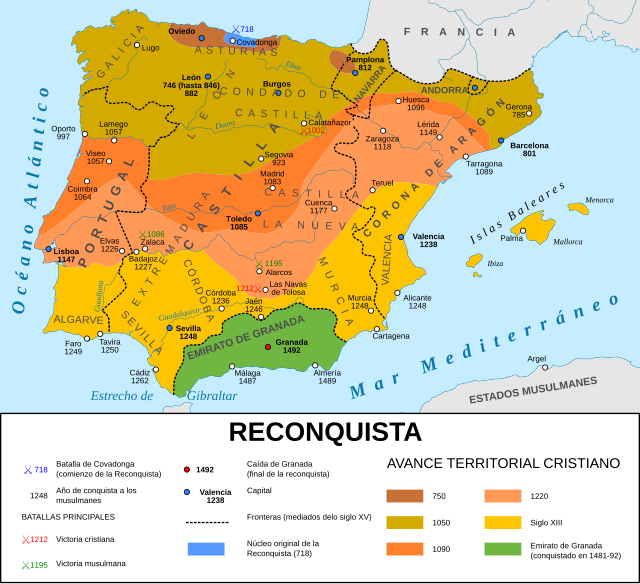 FRANCIA
GALICIA
Lugo
Oviedo
718
Covadonga
ASTURIAS
León
746 (hasta 846)
882
LEÓN
Burgos
Ebro
CONDADO DE
CASTILLA
Duero
Pamplona
812
NAVARRA
ANDORRA
Huesca
1096
Gerona
785
Calatañazor
1002
Zaragoza
1118
Lérida
1149
Barcelona
801
Tarragona
1089
CORONA DE ARAGÓN
Oporto
997
Lamego
1057
Viseo
1057
Coimbra
1064
PORTUGAL
Segovia
923
Madrid
1083
CASTILLA
Teruel
CASTILLA
LA NUEVA
Cuenca
1177
Tajo
Toledo
1085
EXTREMADURA
Océano Atlántico
Lisboa
1147
Elvas
1226
1086
Zalaca
Badajoz
1227
Valencia
1238
VALENCIA
Islas Baleares
Menorca
Mallorca
Palma
Ibiza
1195
Alarcos
1212
Las Navas
de Tolosa
Guadiana
CÓRDOBA
Córdoba
1236
Jaén
1246
MURCIA
Murcia
1248
Alicante
1248
Cartagena
ALGARVE
Faro
1249
Tavira
1250
SEVILLA
Guadalquivir
Sevilla
1248
EMIRATO DE GRANADA
Granada
1492
Cádiz
1262
Málaga
1487
Almería
1489
Mar Mediterráneo
Argel
ESTADOS MUSULMANES
Estrecho de Gibraltar
RECONQUISTA
718
Batalla de Covadonga
(comienzo de la Reconquista)
1248
Año de conquista a los
musulmanes
BATALLAS PRINCIPALES
1212
Victoria cristiana
1195
Victoria musulmana
1492
Caída de Granada
(final de la reconquista)
Valencia
1238
Capital
Fronteras (mediados delo siglo XV)
Núcleo original de la
Reconquista (718)
AVANCE TERRITORIAL CRISTIANO
750
1050
1090
1220
Siglo XIII
Emirato de Granada
(conquistado en 1481-92)